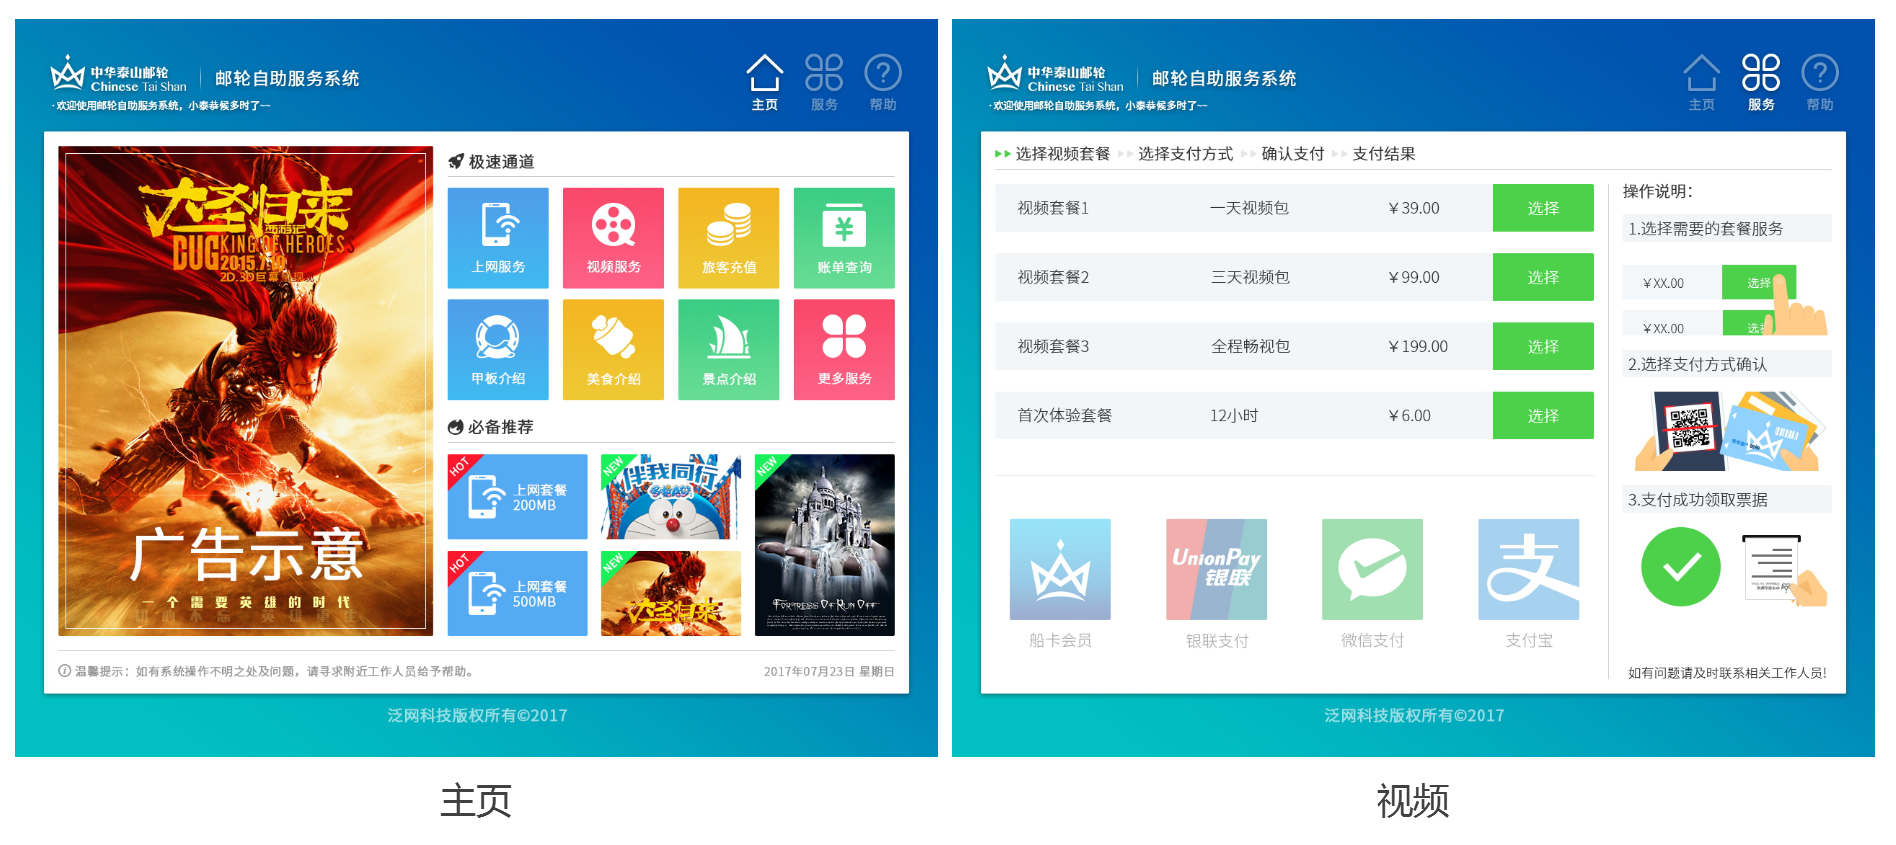 中华泰山邮轮
Chinese Tai Shan
邮轮自助服务系统
·欢迎使用邮轮自助服务系统，小泰恭候多时了~~
主页
服务
帮助
大圣归来
西游记
KING OF HEROES
2015.7.10
广告示意
一个需要英雄的时代
极速通道
上网服务
视频服务
旅客充值
账单查询
甲板介绍
美食介绍
景点介绍
更多服务
必备推荐
HOT
上网套餐
200MB
NEW
伴我同行
NEW
HOT
上网套餐
500MB
NEW
大圣归来
FORTRESS OF RUN OFF
温馨提示：如有系统操作不明之处及问题，请寻求附近工作人员给予帮助。
2017年07月23日 星期日
泛网科技版权所有©2017
主页
中华泰山邮轮
Chinese Tai Shan
邮轮自助服务系统
·欢迎使用邮轮自助服务系统，小泰恭候多时了~~
主页
服务
帮助
选择视频套餐
选择支付方式
确认支付
支付结果
视频套餐1 一天视频包 ￥39.00 选择
视频套餐2 三天视频包 ￥99.00 选择
视频套餐3 全程畅视包 ￥199.00 选择
首次体验套餐 12小时 ￥6.00 选择
UnionPay
银联
支
船卡会员
银联支付
微信支付
支付宝
操作说明：
1.选择需要的套餐服务
￥XX.00 选择
￥XX.00 选择
2.选择支付方式确认
3.支付成功领取票据
如有问题请及时联系相关工作人员!
泛网科技版权所有©2017
视频